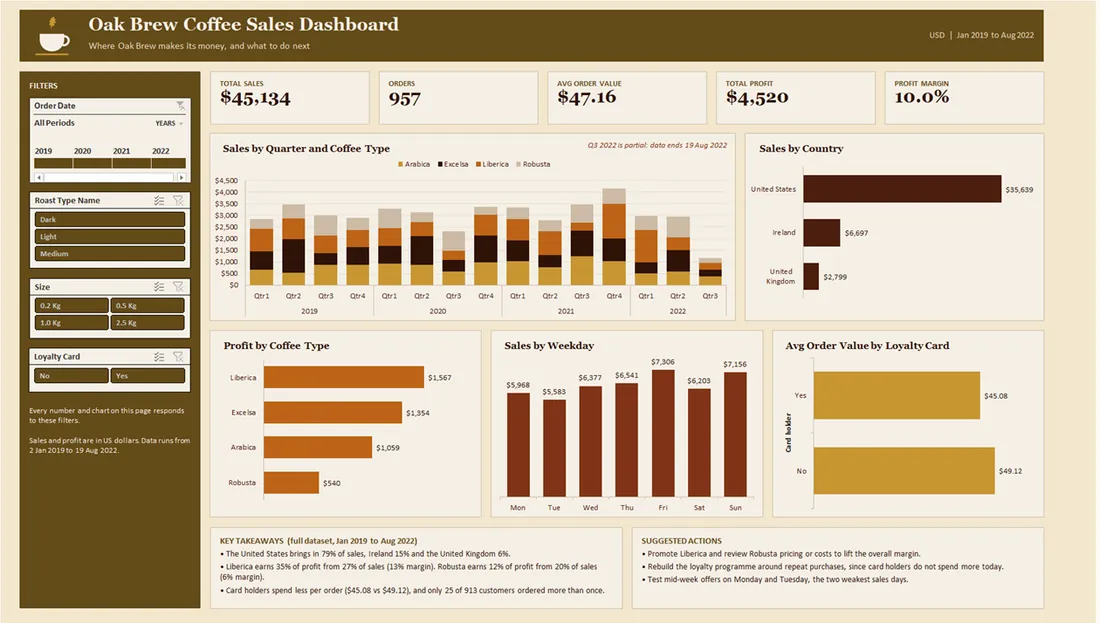 Oak Brew Coffee Sales Dashboard
Where Oak Brew makes its money, and what to do next
USD | Jan 2019 to Aug 2022
FILTERS
Order Date
All Periods YEARS
2019 2020 2021 2022
Roast Type Name
Dark
Light
Medium
Size
0.2 Kg 0.5 Kg
1.0 Kg 2.5 Kg
Loyalty Card
No Yes
Every number and chart on this page responds
to these filters.
Sales and profit are in US dollars. Data runs from
2 Jan 2019 to 19 Aug 2022.
TOTAL SALES
$45,134
ORDERS
957
AVG ORDER VALUE
$47.16
TOTAL PROFIT
$4,520
PROFIT MARGIN
10.0%
Sales by Quarter and Coffee Type
Q3 2022 is partial: data ends 19 Aug 2022
Arabica Excelsa Liberica Robusta
$4,500
$4,000
$3,500
$3,000
$2,500
$2,000
$1,500
$1,000
$500
$0
Qtr1 Qtr2 Qtr3 Qtr4 Qtr1 Qtr2 Qtr3 Qtr4 Qtr1 Qtr2 Qtr3 Qtr4 Qtr1 Qtr2 Qtr3
2019 2020 2021 2022
Sales by Country
United States $35,639
Ireland $6,697
United
Kingdom $2,799
Profit by Coffee Type
Liberica $1,567
Excelsa $1,354
Arabica $1,059
Robusta $540
Sales by Weekday
$5,968 $5,583 $6,377 $6,541 $7,306 $6,203 $7,156
Mon Tue Wed Thu Fri Sat Sun
Avg Order Value by Loyalty Card
Card holder
Yes $45.08
No $49.12
KEY TAKEAWAYS (full dataset, Jan 2019 to Aug 2022)
• The United States brings in 79% of sales, Ireland 15% and the United Kingdom 6%.
• Liberica earns 35% of profit from 27% of sales (13% margin). Robusta earns 12% of profit from 20% of sales
(6% margin).
• Card holders spend less per order ($45.08 vs $49.12), and only 25 of 913 customers ordered more than once.
SUGGESTED ACTIONS
• Promote Liberica and review Robusta pricing or costs to lift the overall margin.
• Rebuild the loyalty programme around repeat purchases, since card holders do not spend more today.
• Test mid-week offers on Monday and Tuesday, the two weakest sales days.